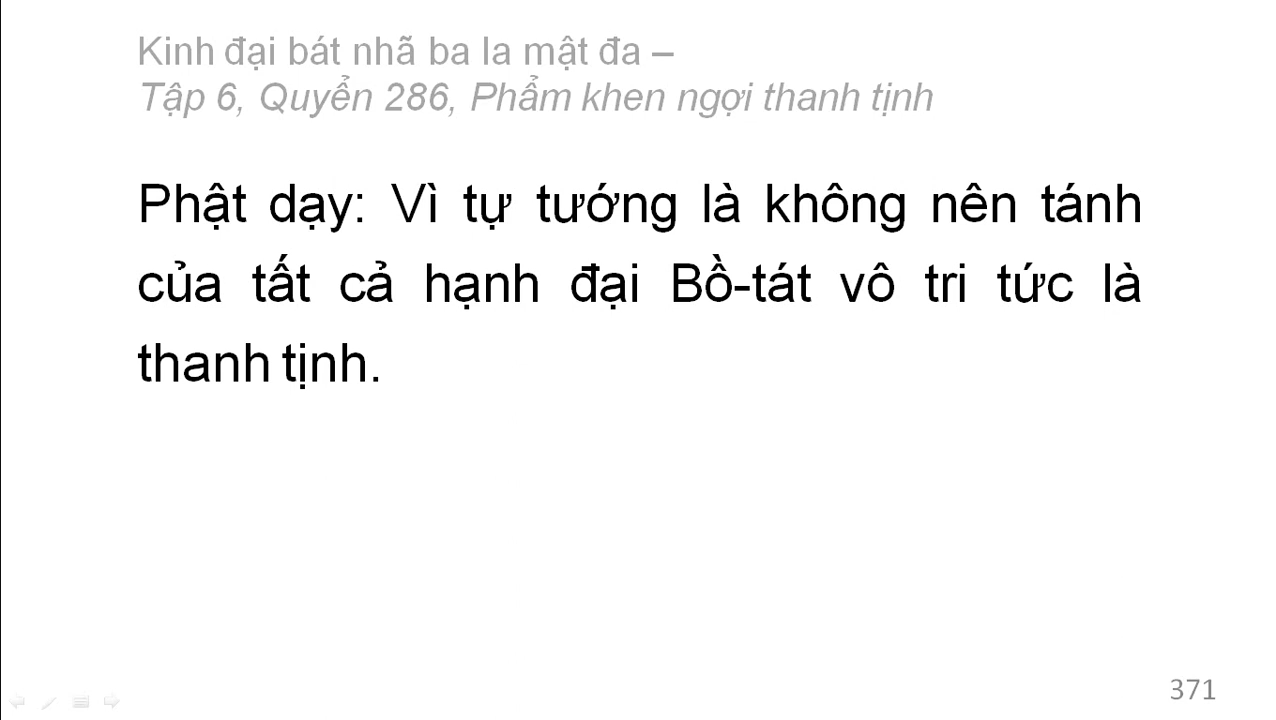 Kinh đại bát nhã ba la mật đa –
Tập 6, Quyển 286, Phẩm khen ngợi thanh tịnh
Phật dạy: Vì tự tướng là không nên tánh
của tất cả hạnh đại Bồ-tát vô tri tức là
thanh tịnh.
371